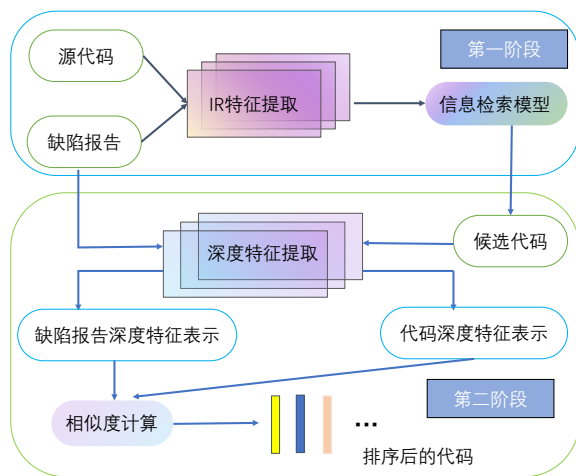 第一阶段
源代码
IR特征提取
信息检索模型
缺陷报告
深度特征提取
候选代码
缺陷报告深度特征表示
代码深度特征表示
第二阶段
相似度计算
...
排序后的代码